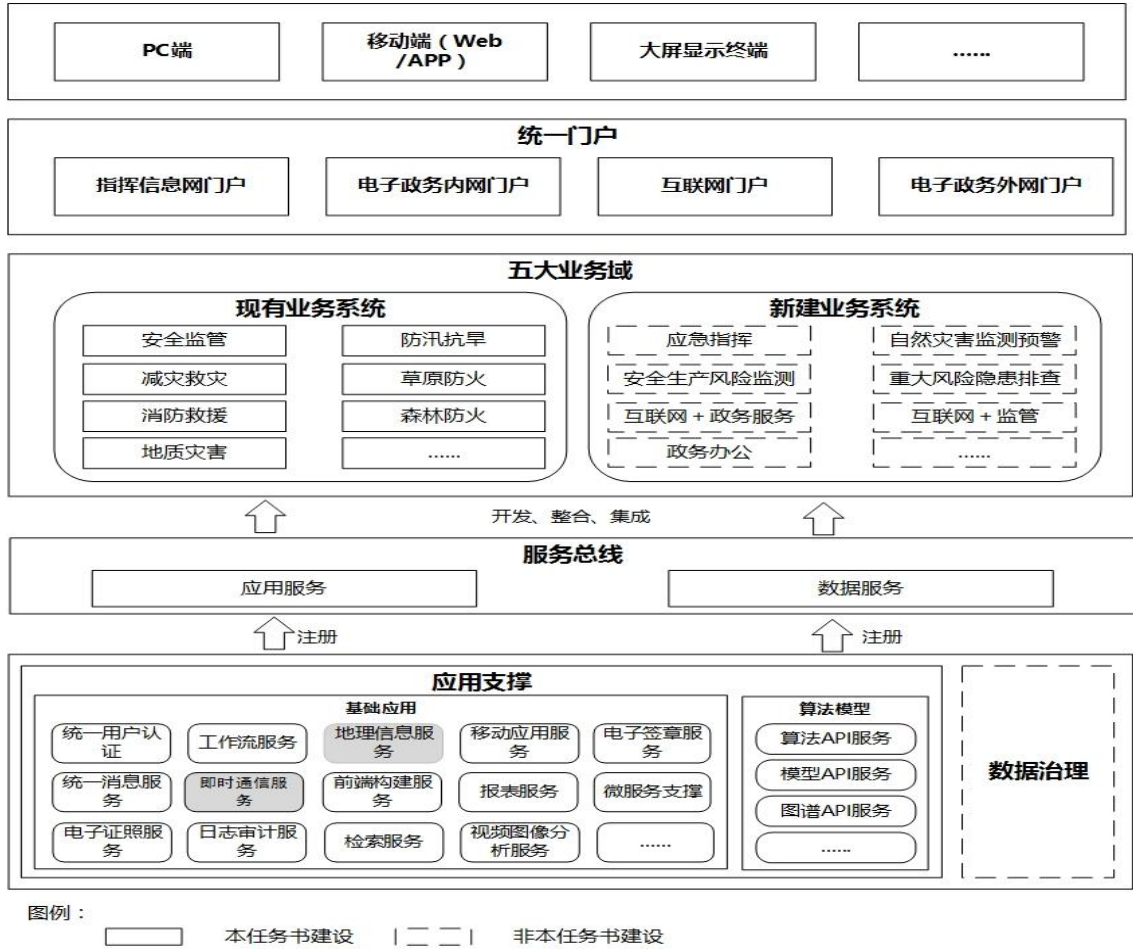 PC端
移动端（Web
/APP）
大屏显示终端
......
统一门户
指挥信息网门户
电子政务内网门户
互联网门户
电子政务外网门户
五大业务域
现有业务系统
安全监管
防汛抗旱
减灾救灾
草原防火
消防救援
森林防火
地质灾害
......
新建业务系统
应急指挥
自然灾害监测预警
安全生产风险监测
重大风险隐患排查
互联网+政务服务
互联网+监管
政务办公
......
开发、整合、集成
服务总线
应用服务
数据服务
注册
注册
应用支撑
基础应用
统一用户认
证
工作流服务
地理信息服
务
移动应用服
务
电子签章服
务
统一消息服
务
即时通信服
务
前端构建服
务
报表服务
微服务支撑
电子证照服
务
日志审计服
务
检索服务
视频图像分
析服务
......
算法模型
算法API服务
模型API服务
图谱API服务
......
数据治理
图例：
本任务书建设
非本任务书建设